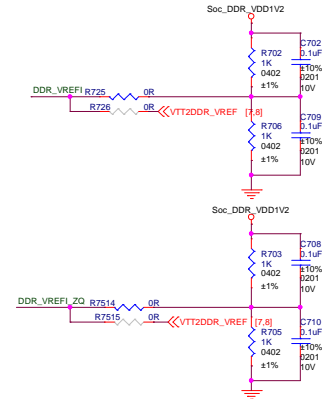 Soc_DDR_VDD1V2
C702
0.1uF
±10%
0201
10V
R702
1K
0402
±1%
DDR_VREFI R725 0R
R726 0R VTT2DDR_VREF [7,8]
C709
0.1uF
±10%
0201
10V
R706
1K
0402
±1%
Soc_DDR_VDD1V2
C708
0.1uF
±10%
0201
10V
R703
1K
0402
±1%
DDR_VREFI_ZQ R7514 0R
R7515 0R VTT2DDR_VREF [7,8]
C710
0.1uF
±10%
0201
10V
R705
1K
0402
±1%